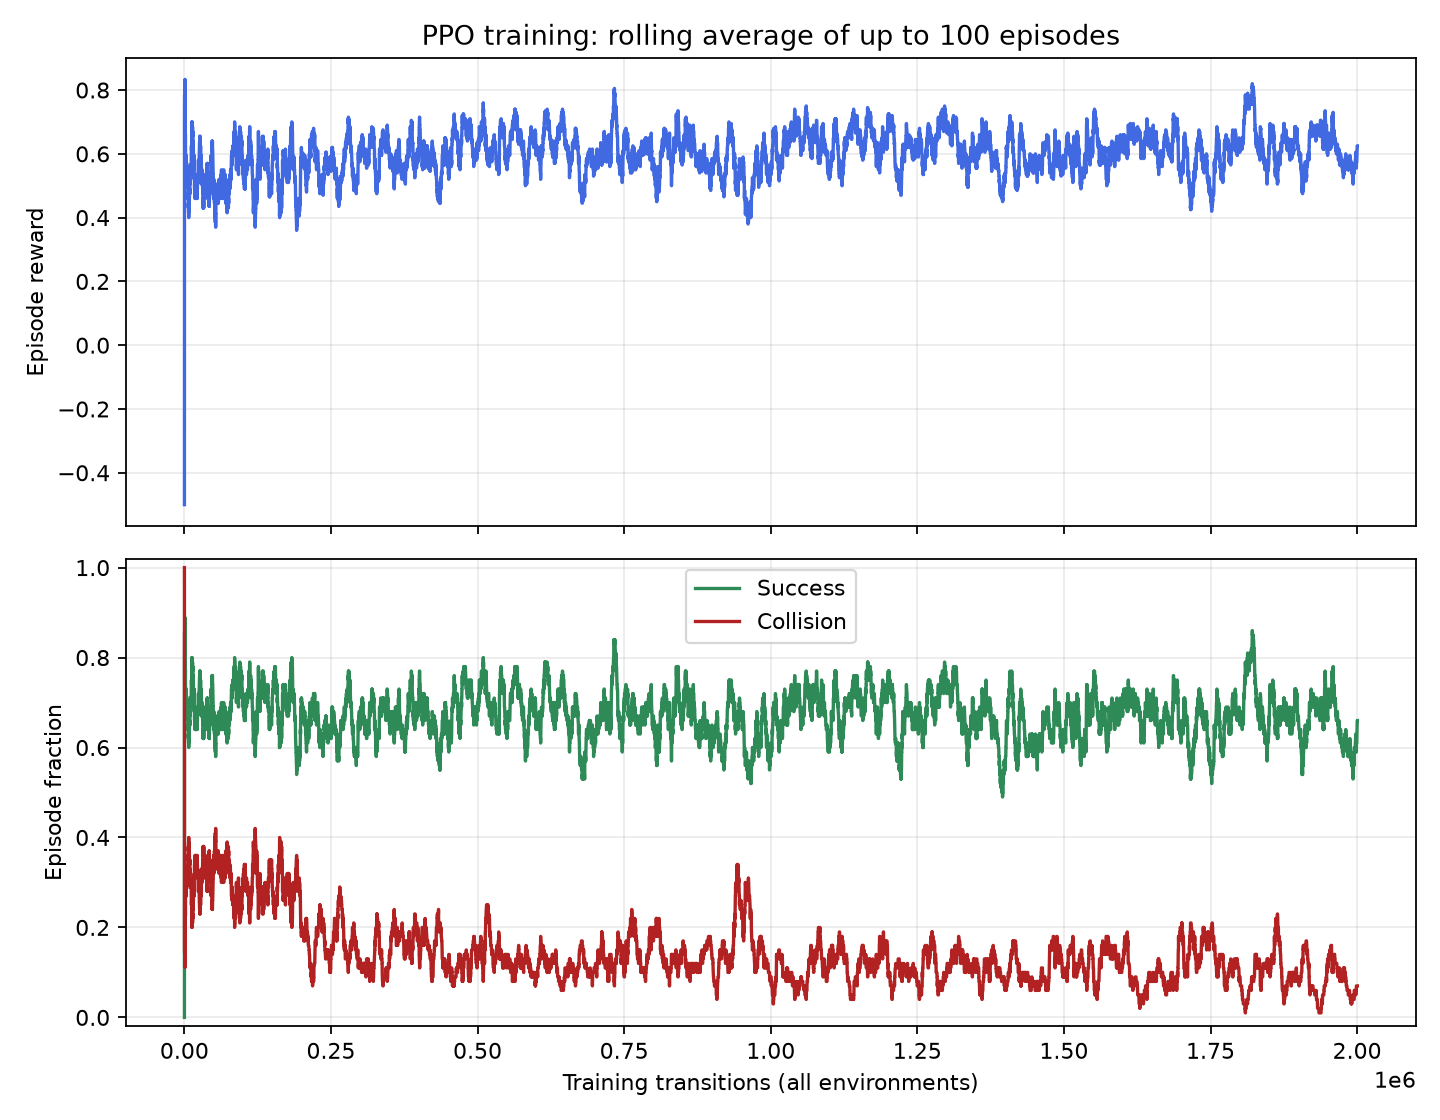 PPO training: rolling average of up to 100 episodes
Episode reward
0.8
0.6
0.4
0.2
0.0
−0.2
−0.4
Episode fraction
1.0
0.8
0.6
0.4
0.2
0.0
Success
Collision
0.00 0.25 0.50 0.75 1.00 1.25 1.50 1.75 2.00
Training transitions (all environments)
1e6